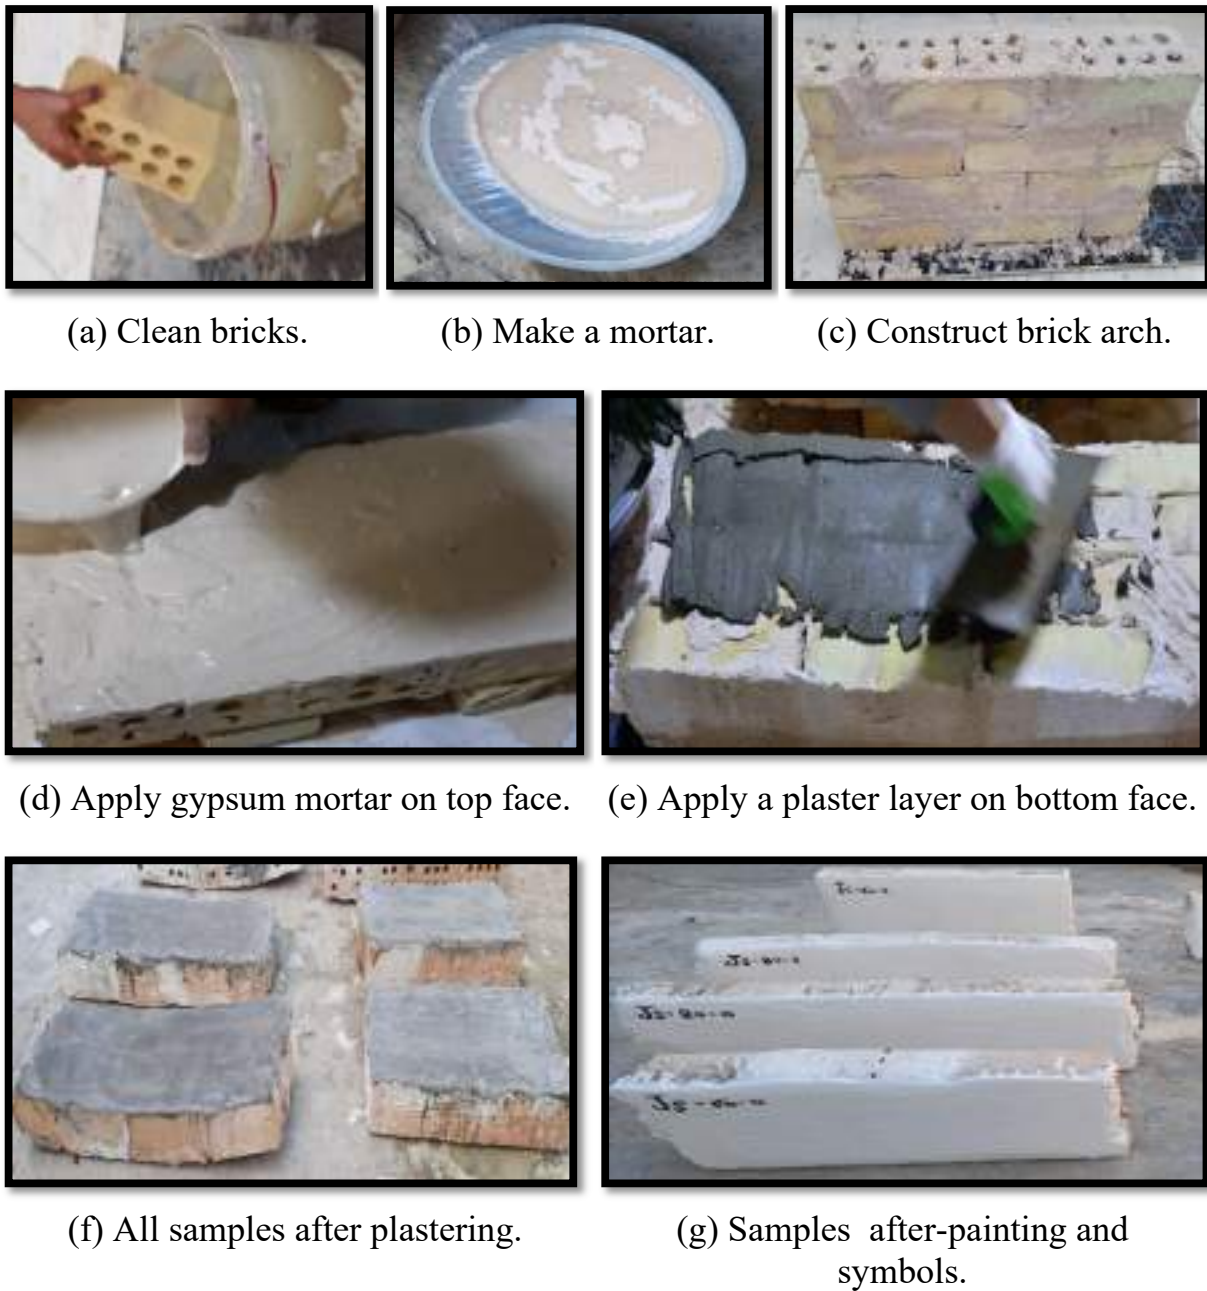 (a) Clean bricks.
(b) Make a mortar.
(c) Construct brick arch.
(d) Apply gypsum mortar on top face.
(e) Apply a plaster layer on bottom face.
(f) All samples after plastering.
(g) Samples after-painting and
symbols.